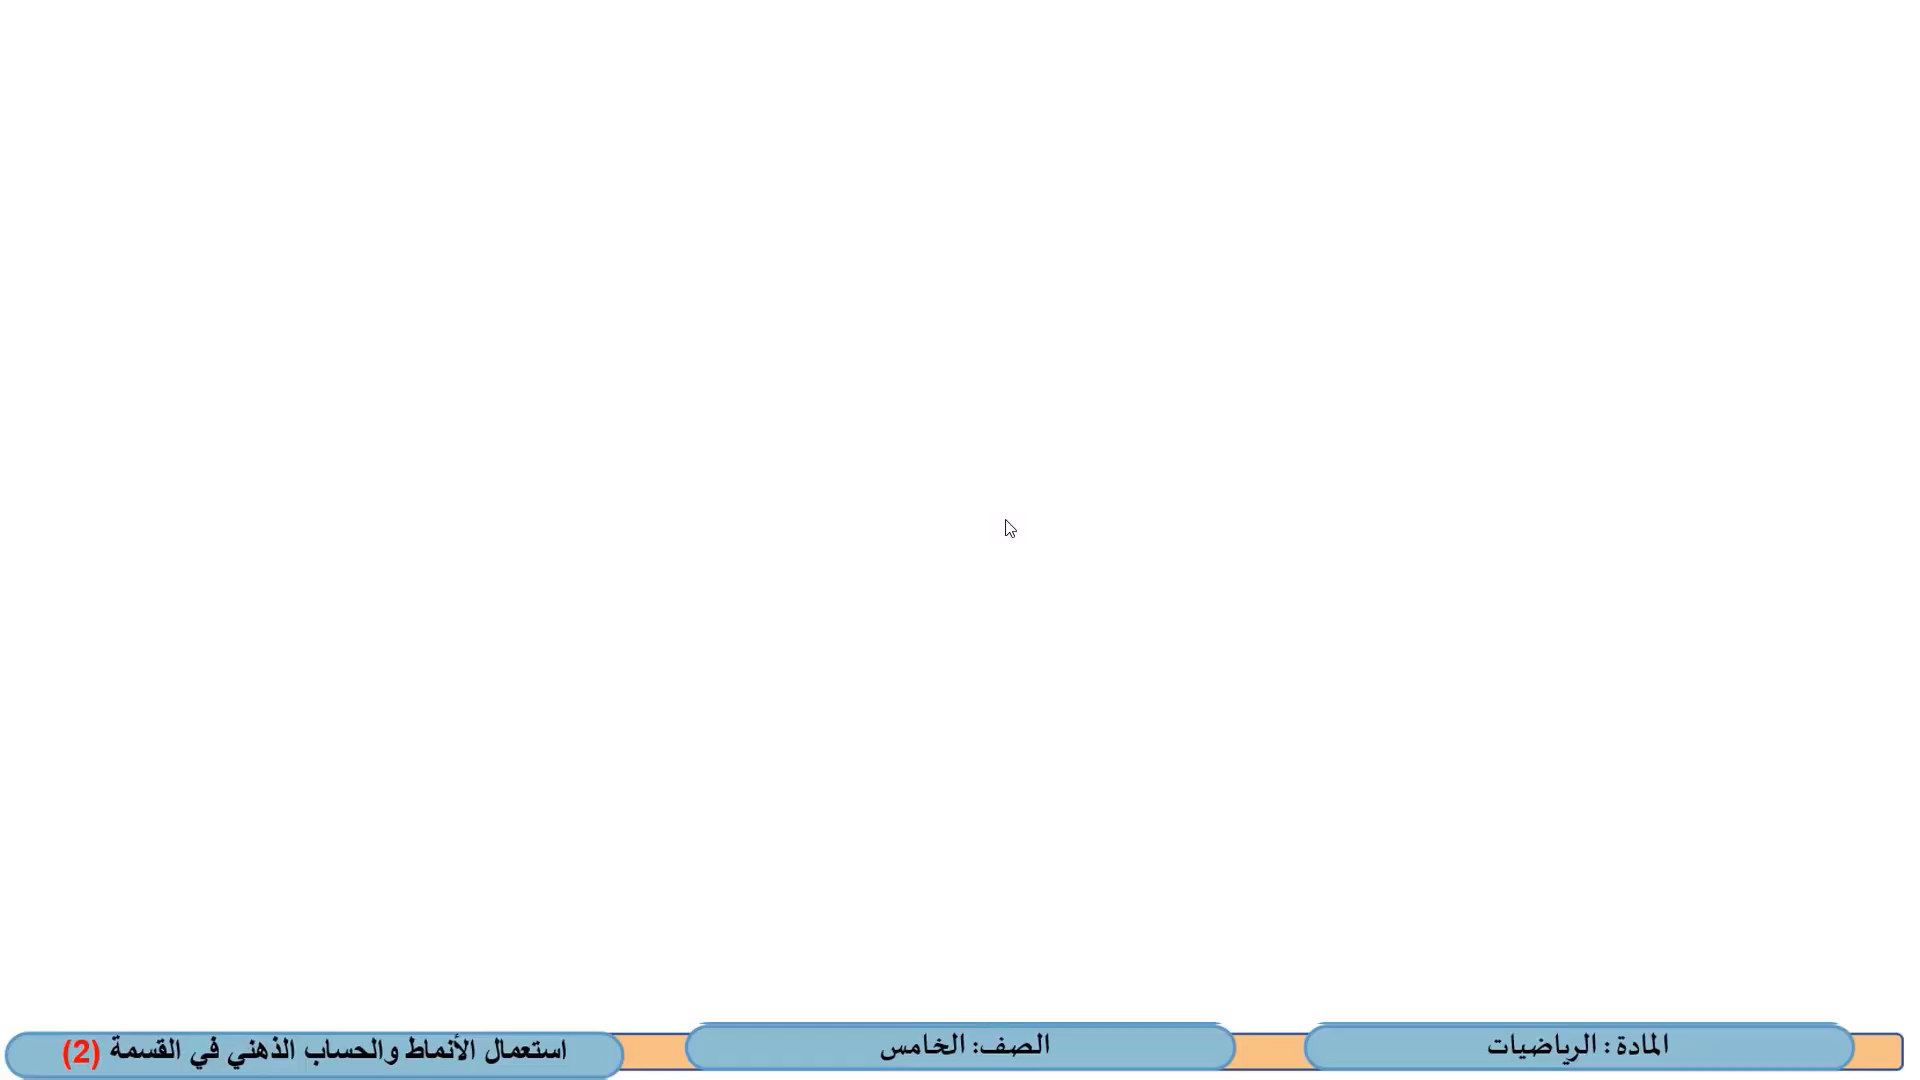 المادة : الرياضيات
الصف: الخامس
استعمال الأنماط والحساب الذهني في القسمة (2)